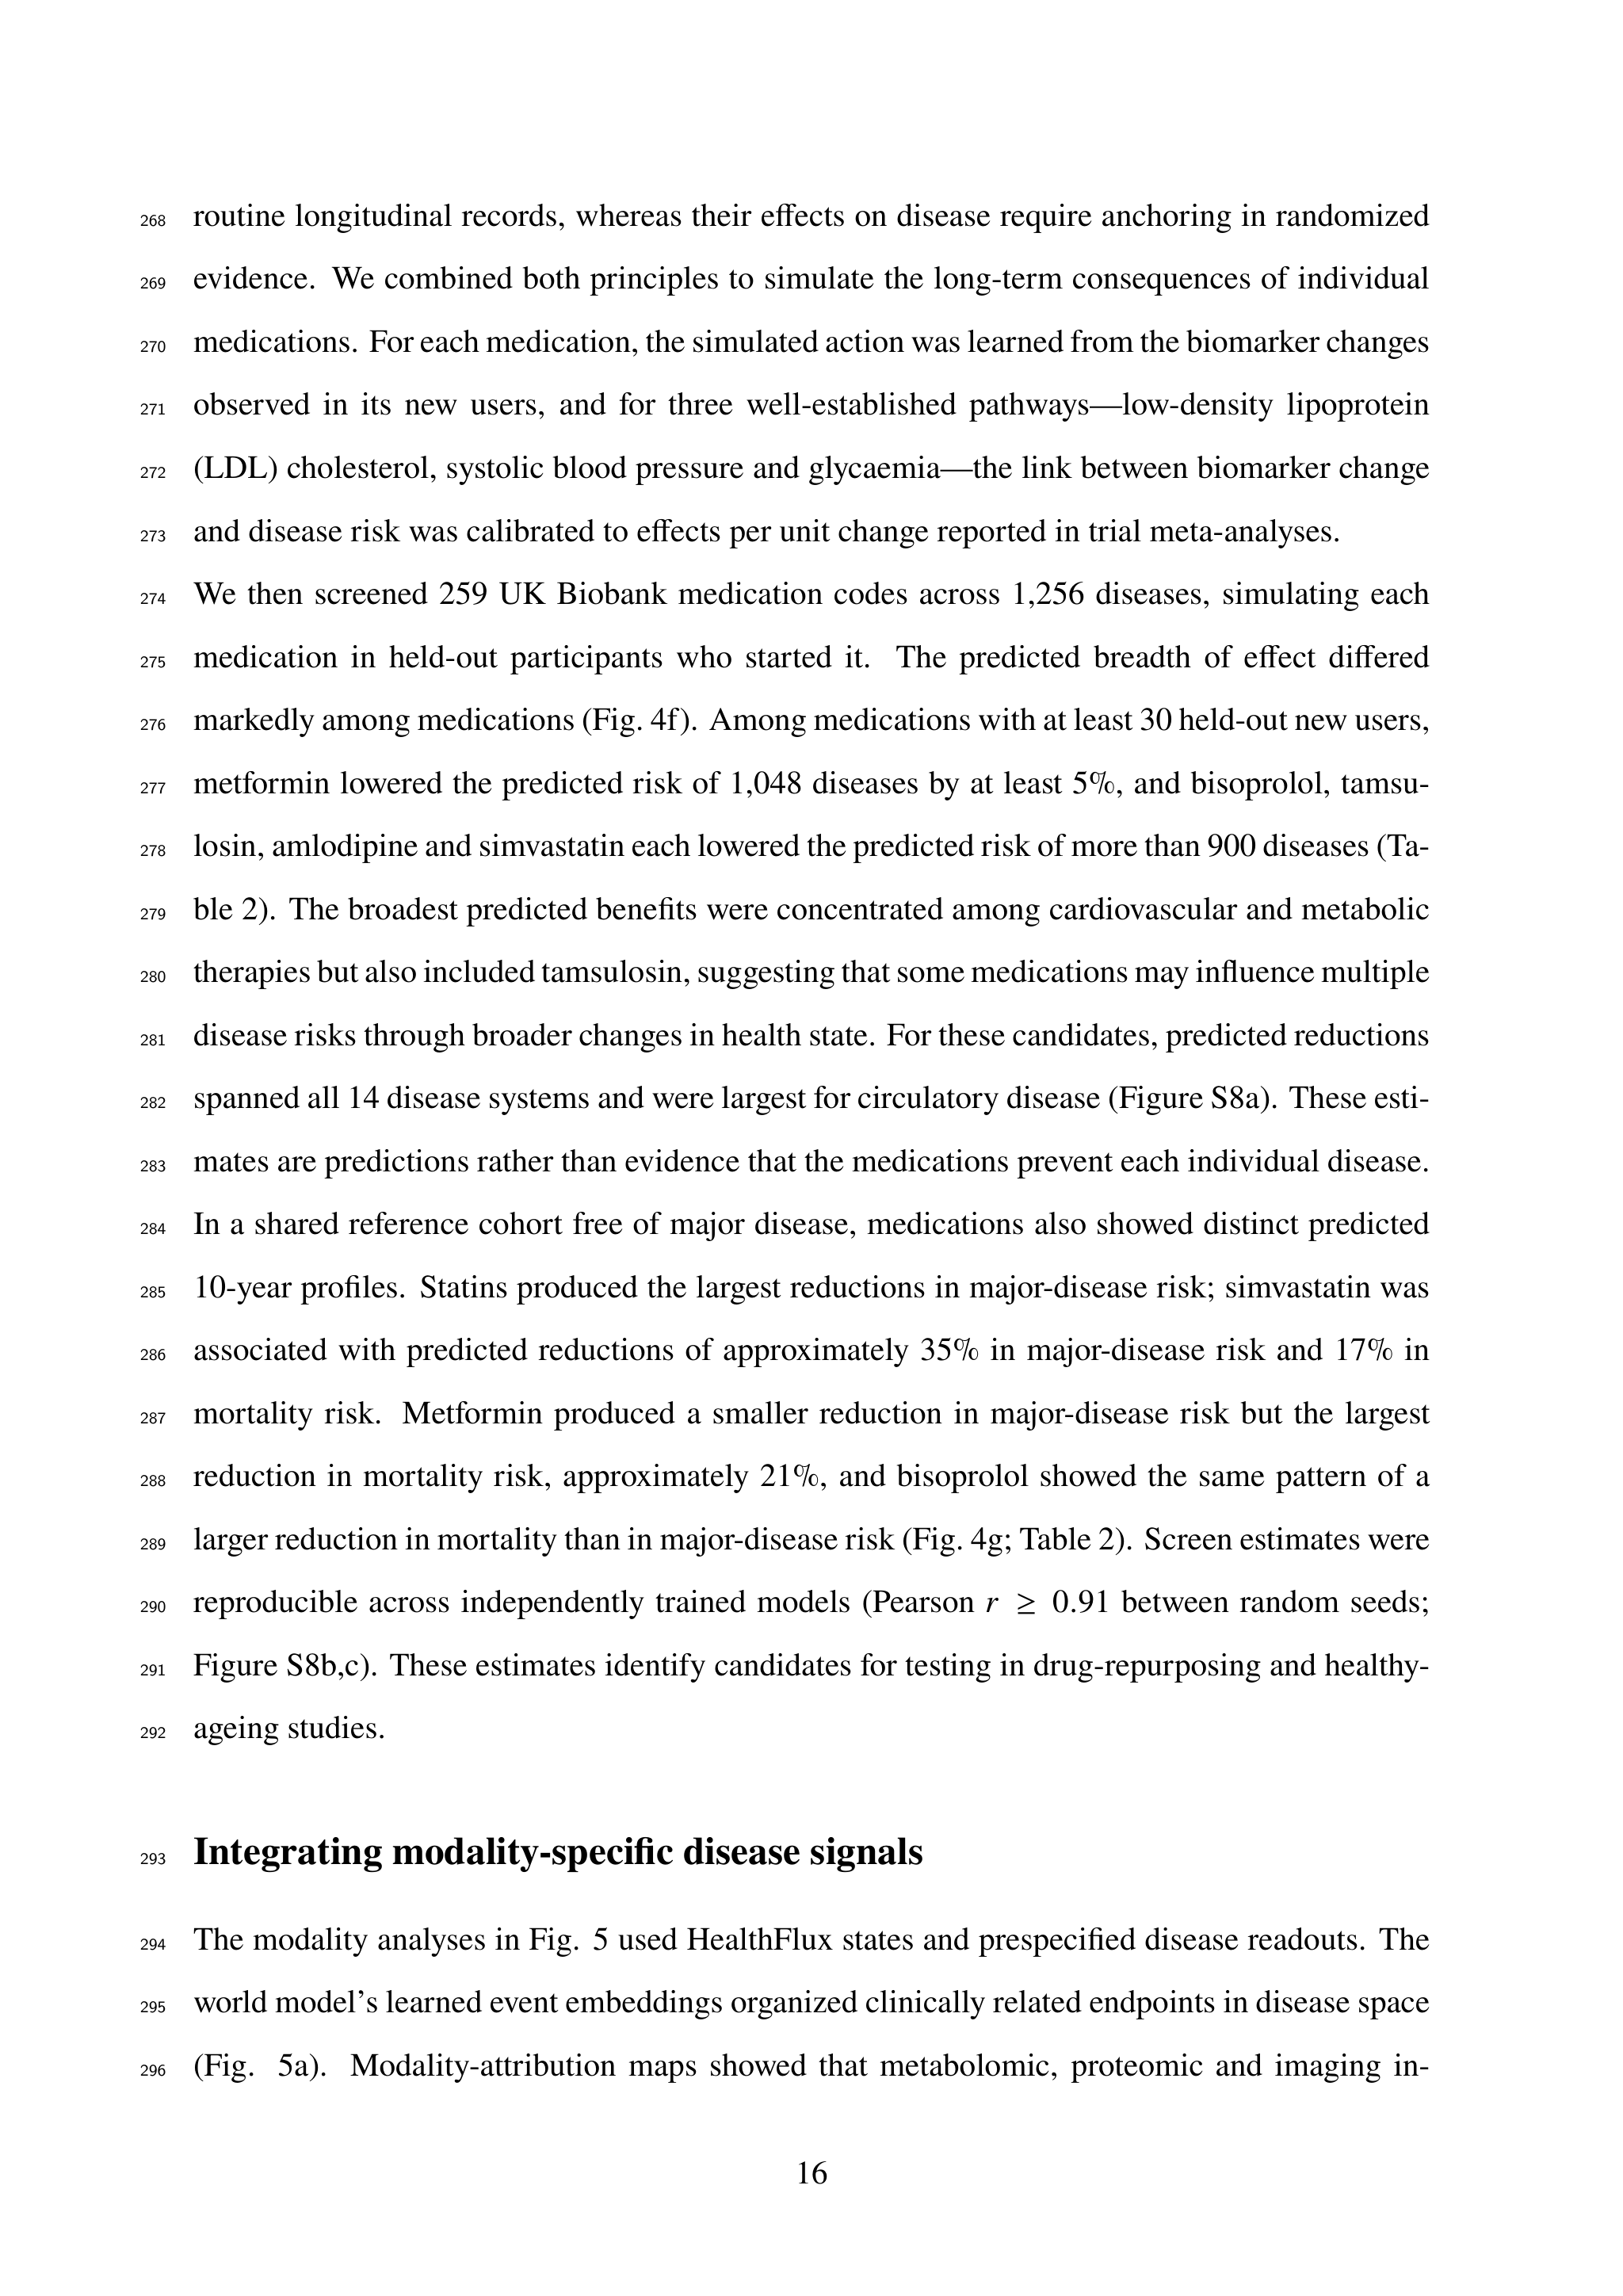 268 routine longitudinal records, whereas their effects on disease require anchoring in randomized
269 evidence. We combined both principles to simulate the long-term consequences of individual
270 medications. For each medication, the simulated action was learned from the biomarker changes
271 observed in its new users, and for three well-established pathways—low-density lipoprotein
272 (LDL) cholesterol, systolic blood pressure and glycaemia—the link between biomarker change
273 and disease risk was calibrated to effects per unit change reported in trial meta-analyses.
274 We then screened 259 UK Biobank medication codes across 1,256 diseases, simulating each
275 medication in held-out participants who started it. The predicted breadth of effect differed
276 markedly among medications (Fig. 4f). Among medications with at least 30 held-out new users,
277 metformin lowered the predicted risk of 1,048 diseases by at least 5%, and bisoprolol, tamsu-
278 losin, amlodipine and simvastatin each lowered the predicted risk of more than 900 diseases (Ta-
279 ble 2). The broadest predicted benefits were concentrated among cardiovascular and metabolic
280 therapies but also included tamsulosin, suggesting that some medications may influence multiple
281 disease risks through broader changes in health state. For these candidates, predicted reductions
282 spanned all 14 disease systems and were largest for circulatory disease (Figure S8a). These esti-
283 mates are predictions rather than evidence that the medications prevent each individual disease.
284 In a shared reference cohort free of major disease, medications also showed distinct predicted
285 10-year profiles. Statins produced the largest reductions in major-disease risk; simvastatin was
286 associated with predicted reductions of approximately 35% in major-disease risk and 17% in
287 mortality risk. Metformin produced a smaller reduction in major-disease risk but the largest
288 reduction in mortality risk, approximately 21%, and bisoprolol showed the same pattern of a
289 larger reduction in mortality than in major-disease risk (Fig. 4g; Table 2). Screen estimates were
290 reproducible across independently trained models (Pearson r ≥ 0.91 between random seeds;
291 Figure S8b,c). These estimates identify candidates for testing in drug-repurposing and healthy-
292 ageing studies.
293 Integrating modality-specific disease signals
294 The modality analyses in Fig. 5 used HealthFlux states and prespecified disease readouts. The
295 world model's learned event embeddings organized clinically related endpoints in disease space
296 (Fig. 5a). Modality-attribution maps showed that metabolomic, proteomic and imaging in-
16